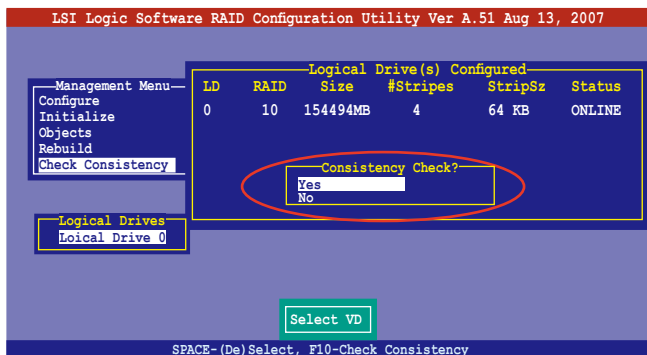 LSI Logic Software RAID Configuration Utility Ver A.51 Aug 13, 2007
Logical Drive(s) Configured
LD RAID Size #Stripes StripSz Status
0 10 154494MB 4 64 KB ONLINE
Management Menu
Configure
Initialize
Objects
Rebuild
Check Consistency
Consistency Check?
Yes
No
Logical Drives
Loical Drive 0
Select VD
SPACE-(De)Select, F10-Check Consistency